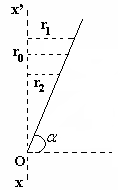 x'
r₁
r₀
r₂
α
O
x